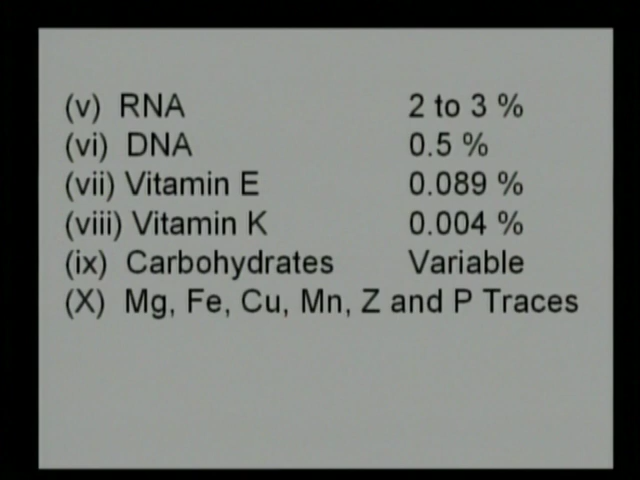 (v) RNA 2 to 3 %
(vi) DNA 0.5 %
(vii) Vitamin E 0.089 %
(viii) Vitamin K 0.004 %
(ix) Carbohydrates Variable
(X) Mg, Fe, Cu, Mn, Z and P Traces